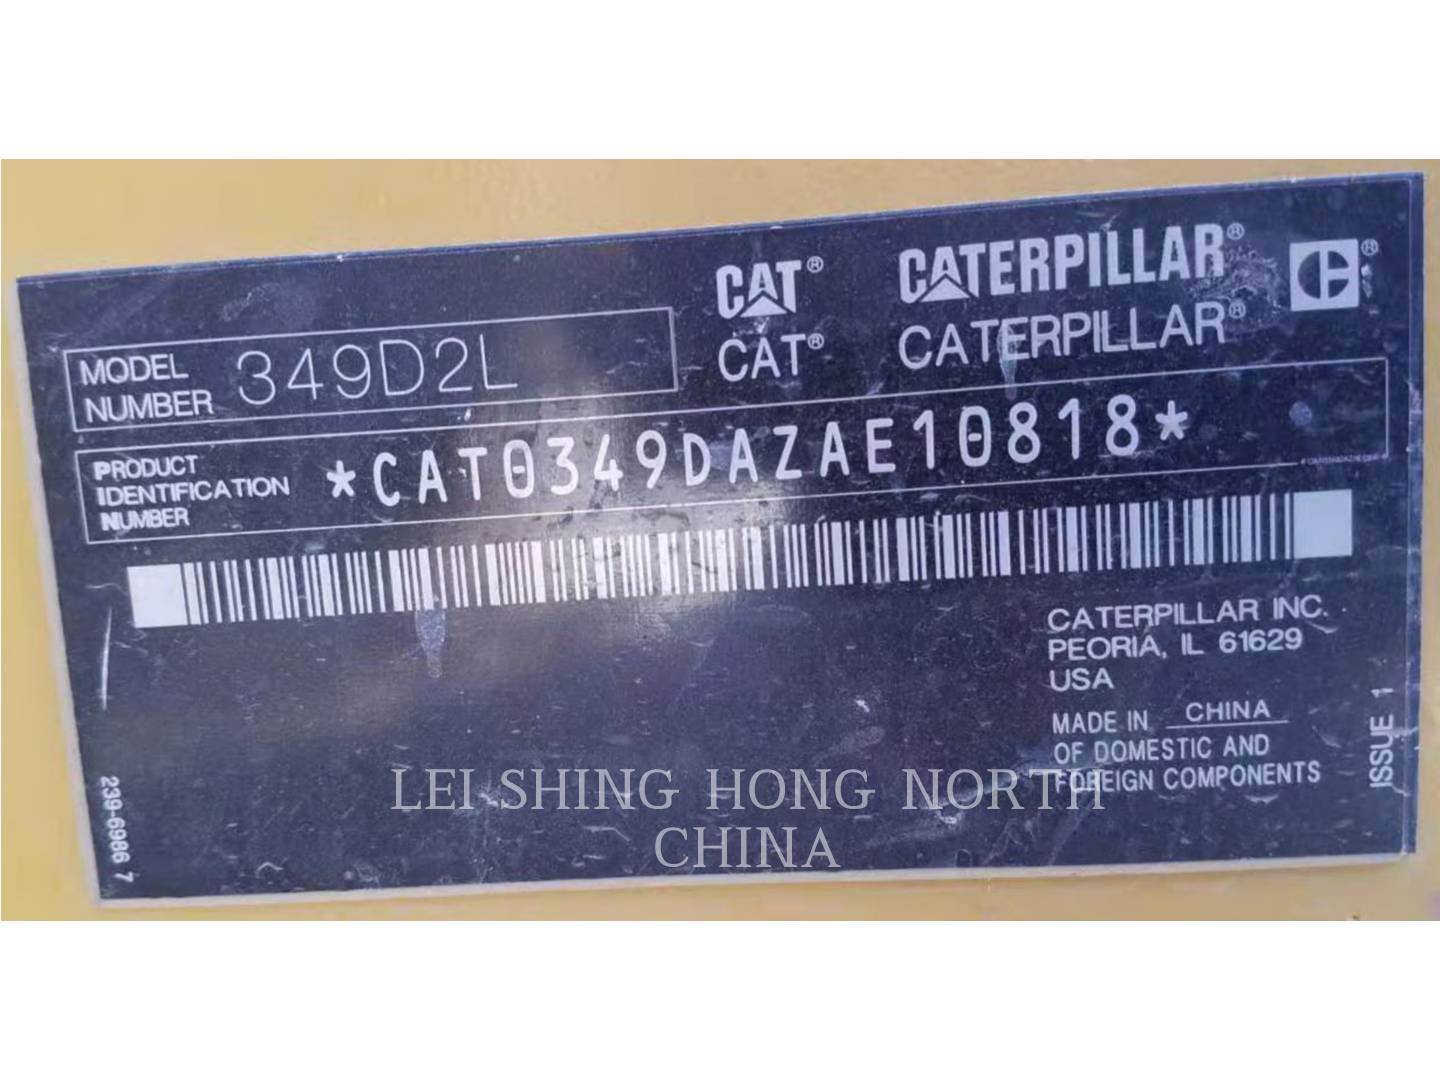 CAT® CATERPILLAR® ®
CAT® CATERPILLAR®
MODEL
NUMBER 349D2L
PRODUCT
IDENTIFICATION
NUMBER *CAT0349DAZAE10818*
CATERPILLAR INC.
PEORIA, IL 61629
USA
MADE IN CHINA
OF DOMESTIC AND
FOREIGN COMPONENTS
ISSUE 1
239-6986 7
LEI SHING HONG NORTH
CHINA